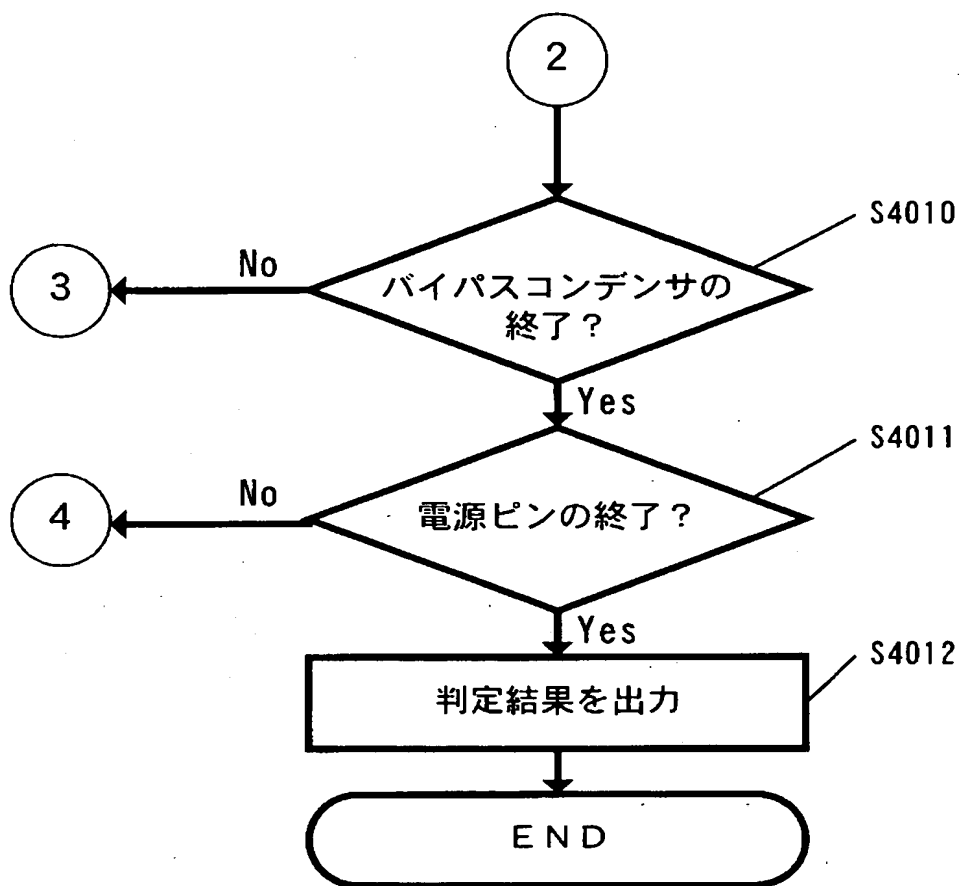 2
S4010
No
3
バイパスコンデンサの
終了?
Yes
S4011
No
4
電源ピンの終了?
Yes
S4012
判定結果を出力
END